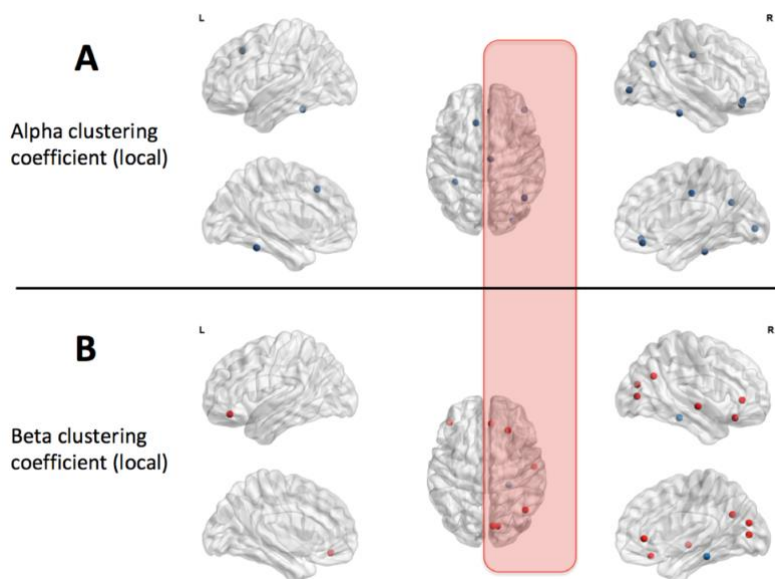 L
R
A
Alpha clustering
coefficient (local)
L
R
B
Beta clustering
coefficient (local)